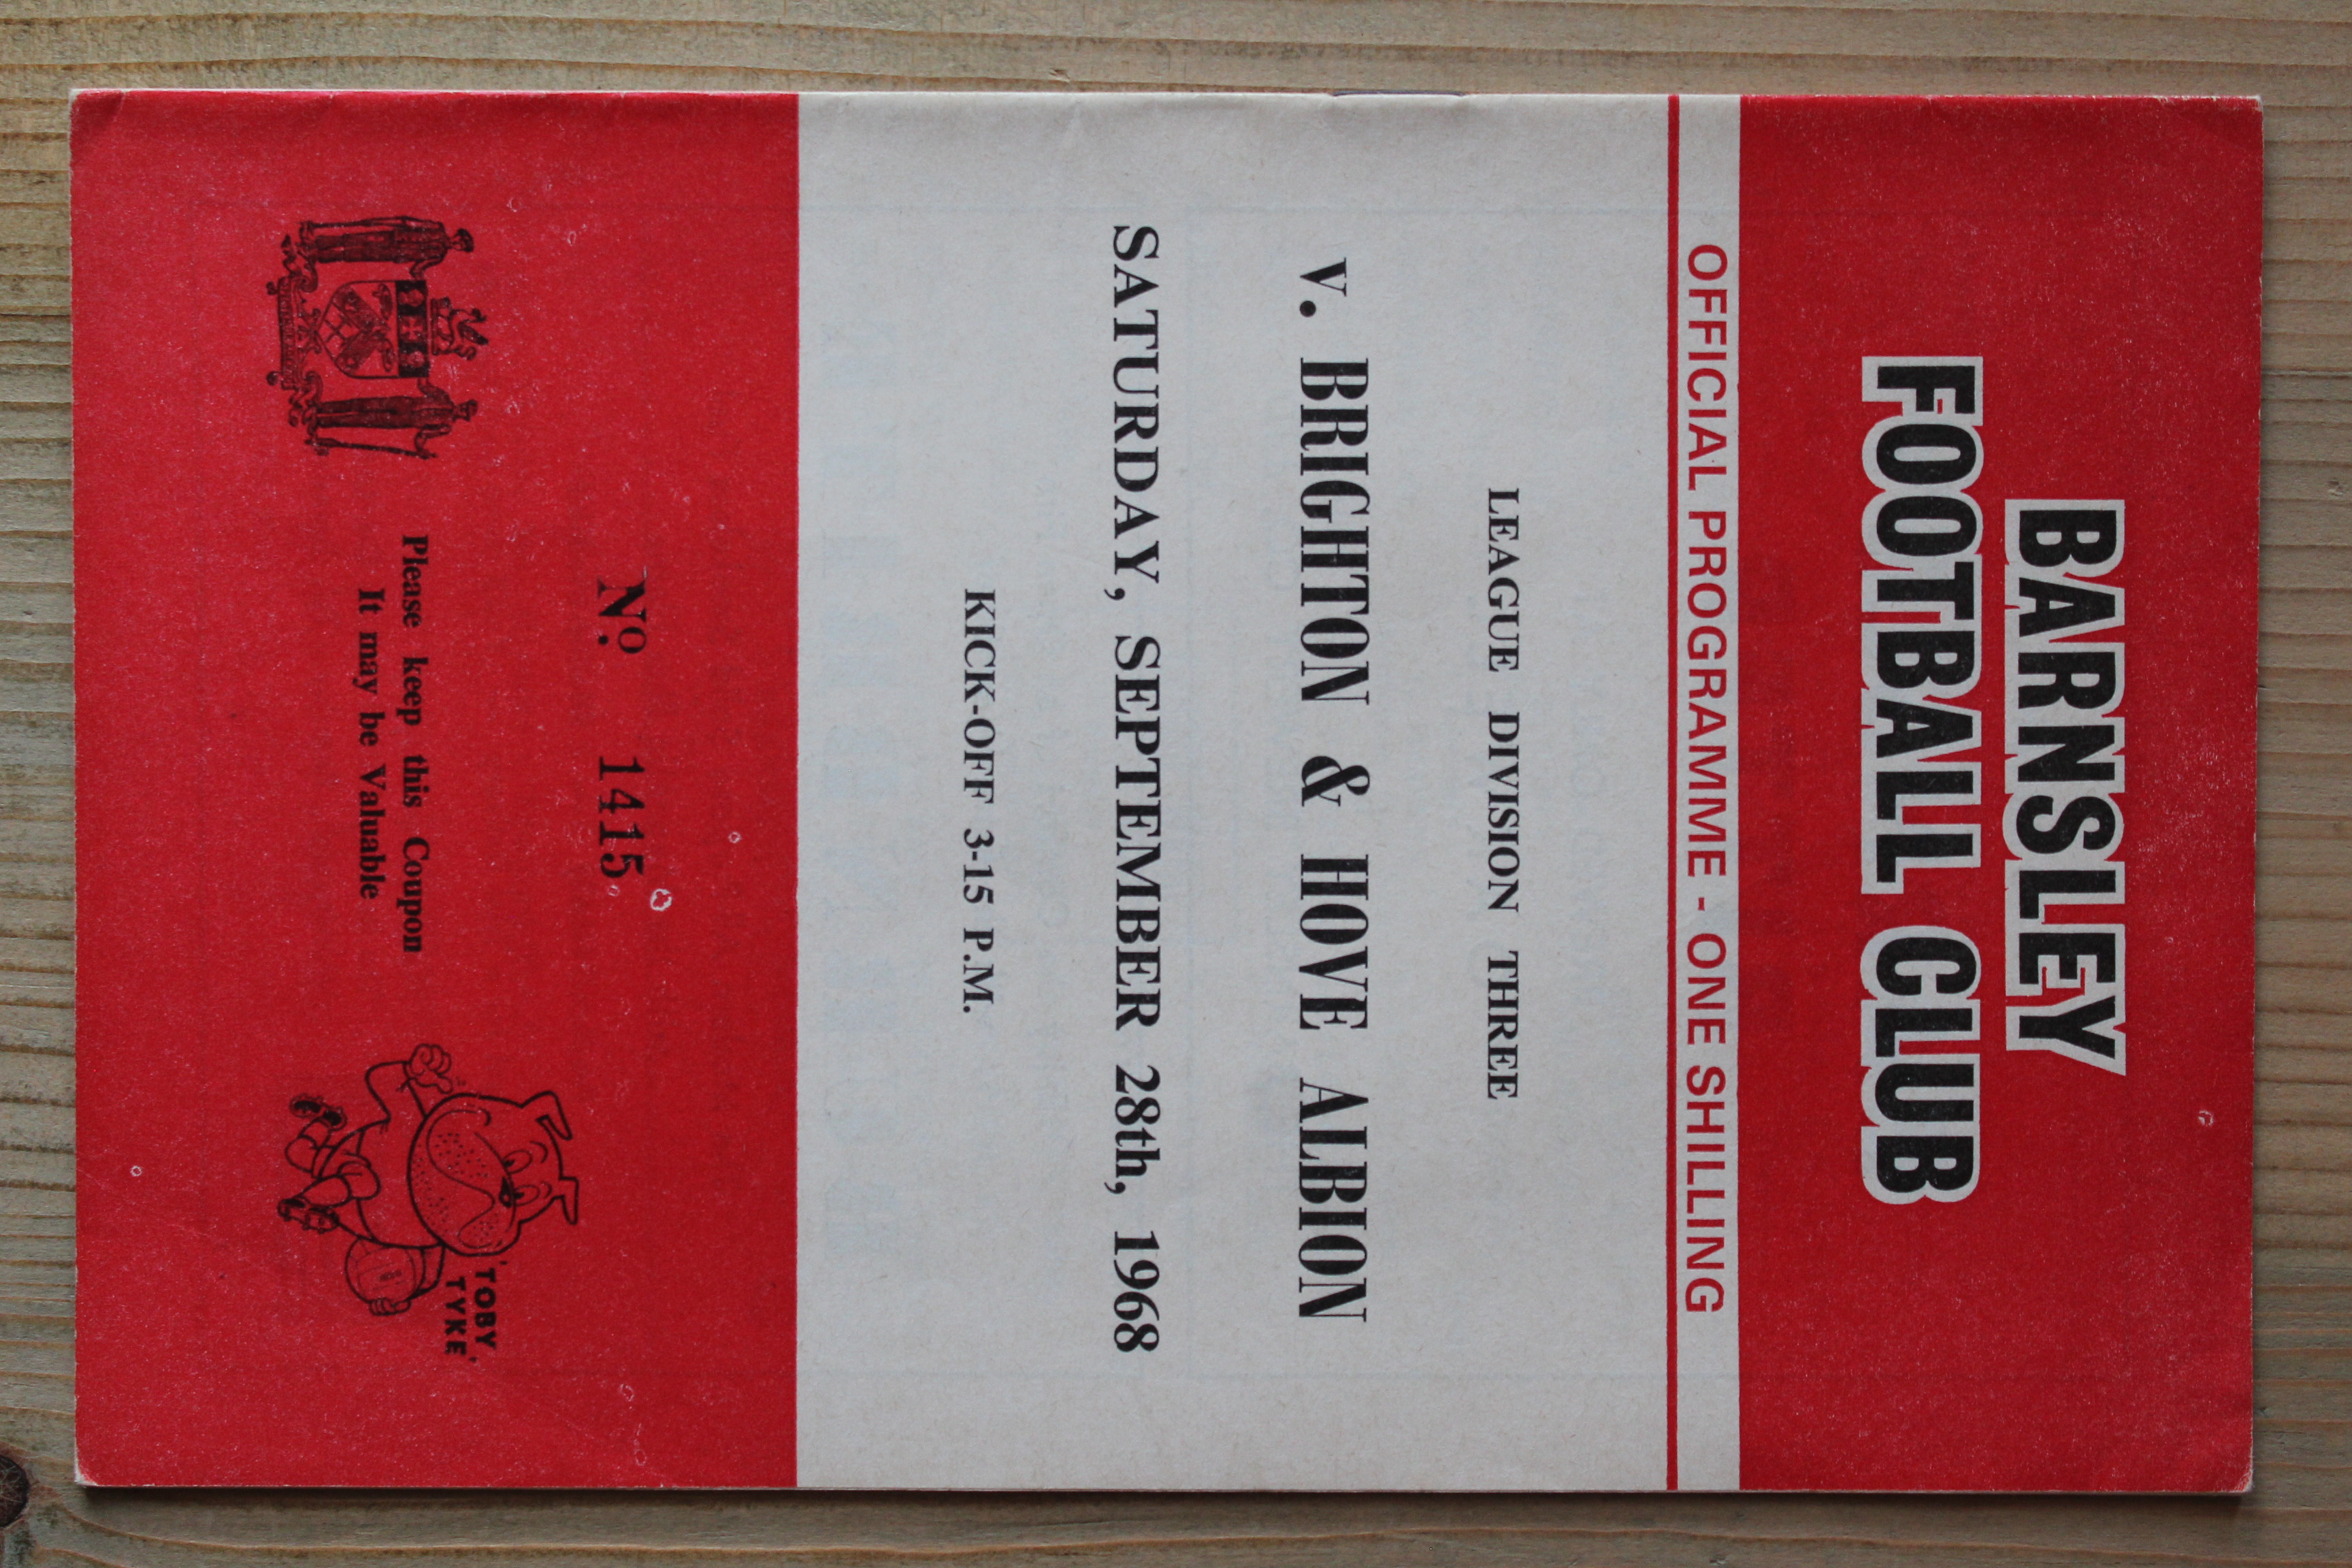 BARNSLEY
FOOTBALL CLUB
OFFICIAL PROGRAMME - ONE SHILLING
LEAGUE DIVISION THREE
v. BRIGHTON & HOVE ALBION
SATURDAY, SEPTEMBER 28th, 1968
KICK-OFF 3-15 P.M.
No. 1415
Please keep this Coupon
It may be Valuable
'TOBY
TYKE'